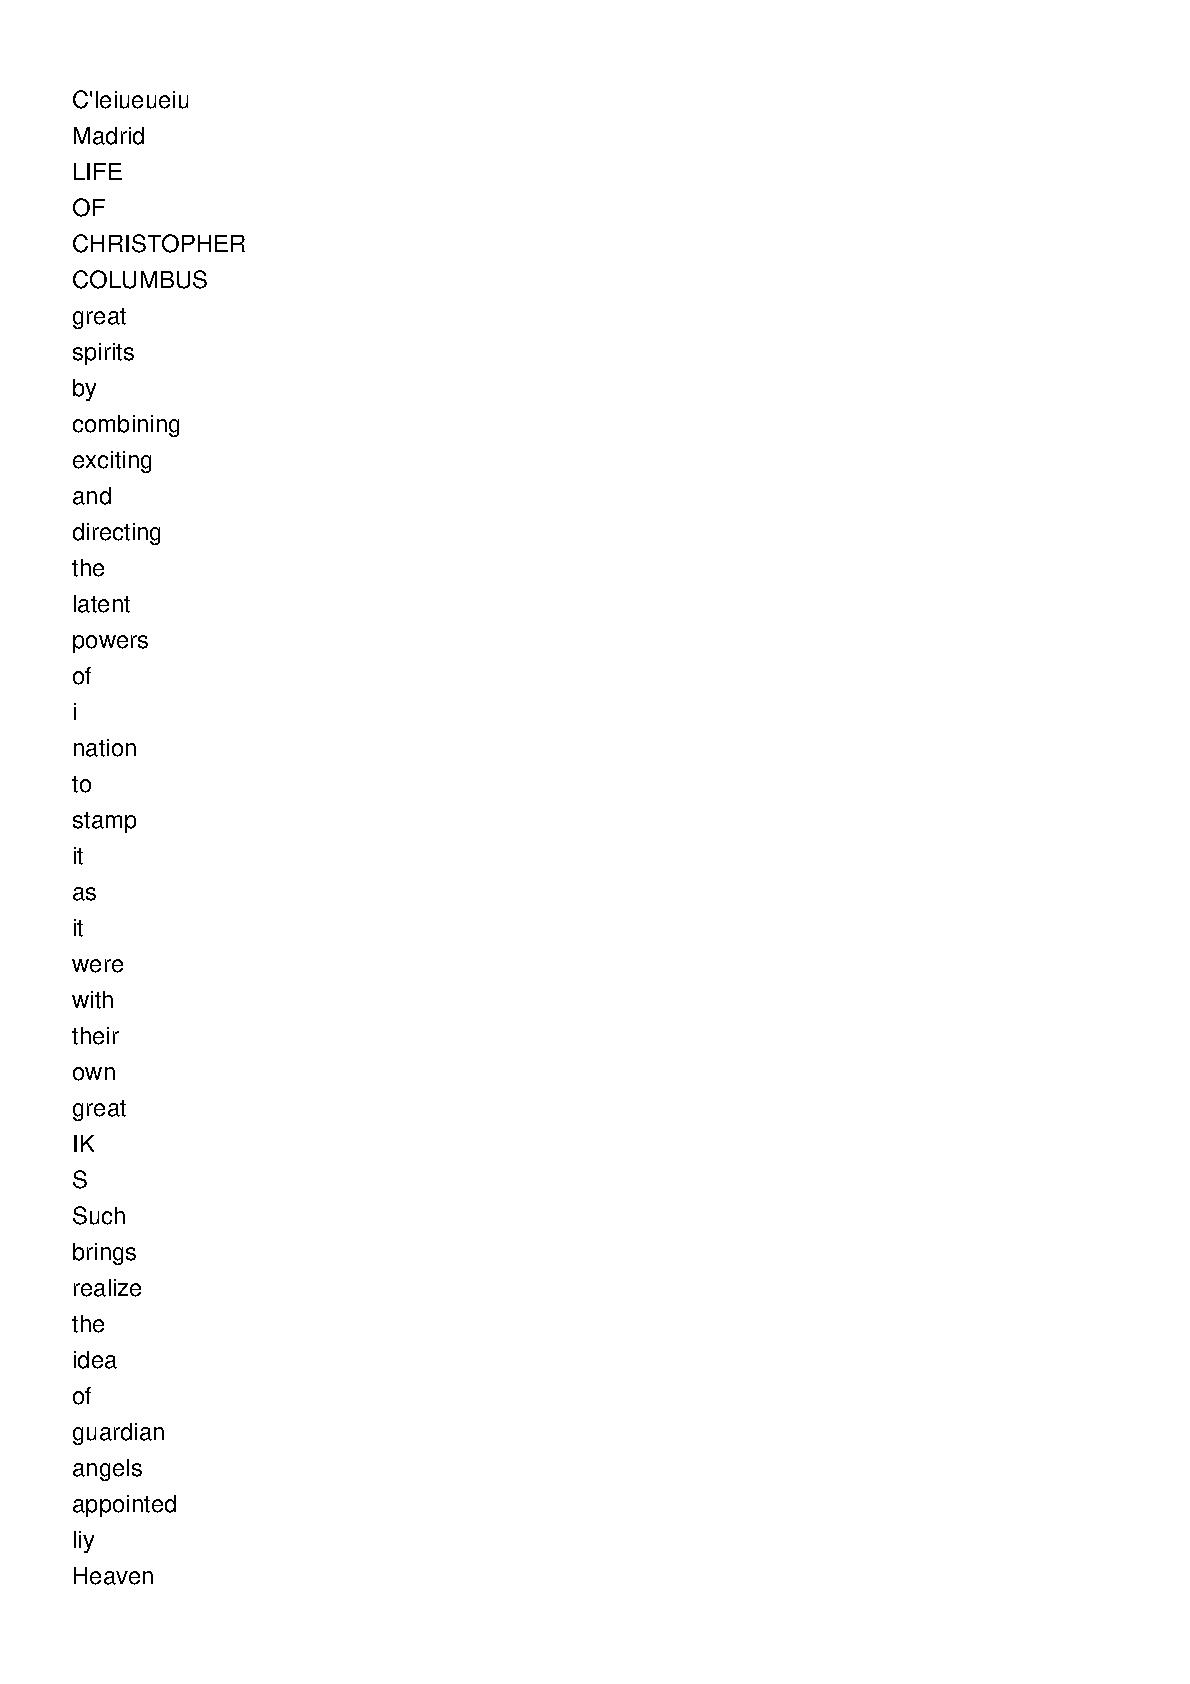 C'leiueueiu
Madrid
LIFE
OF
CHRISTOPHER
COLUMBUS
great
spirits
by
combining
exciting
and
directing
the
latent
powers
of
i
nation
to
stamp
it
as
it
were
with
their
own
great
IK
S
Such
brings
realize
the
idea
of
guardian
angels
appointed
liy
Heaven